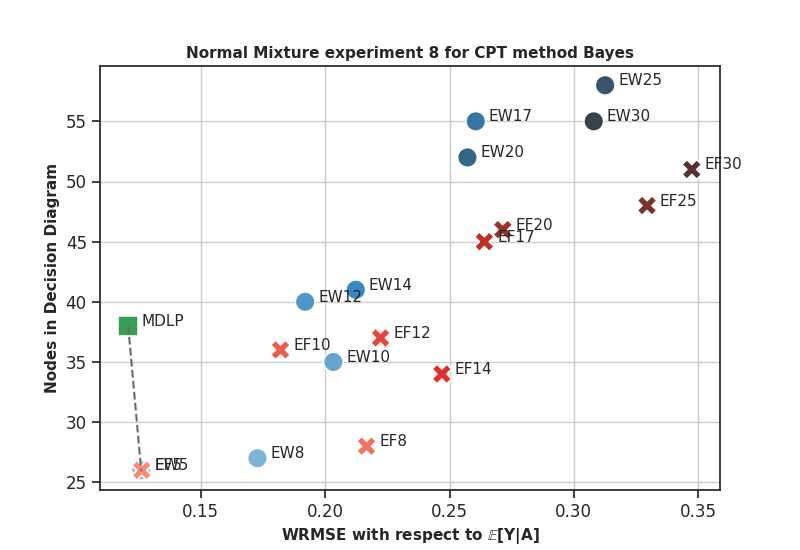 Normal Mixture experiment 8 for CPT method Bayes
Nodes in Decision Diagram
55
50
45
40
35
30
25
EW25
EW17
EW30
EW20
EF30
EF25
EF20
EF17
EW14
EW12
MDLP
EF12
EF10
EW10
EF14
EF8
EW8
EW5
EF5
0.15
0.20
0.25
0.30
0.35
WRMSE with respect to 𝔼[Y|A]